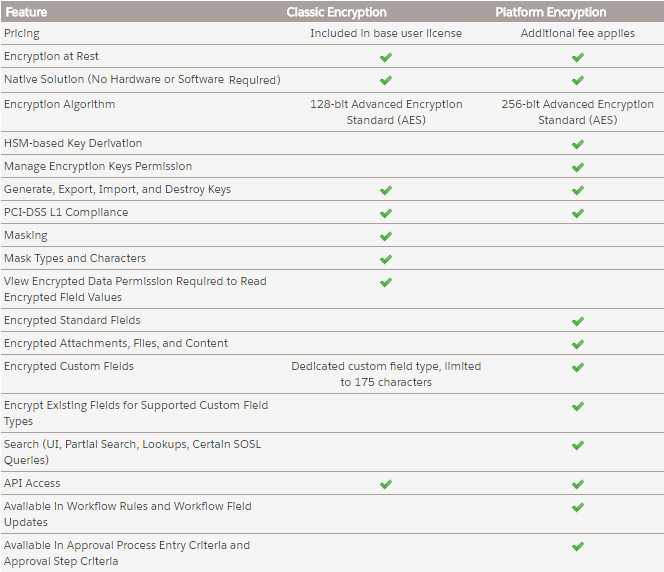 Feature Classic Encryption Platform Encryption
Pricing Included in base user license Additional fee applies
Encryption at Rest ✔ ✔
Native Solution (No Hardware or Software Required) ✔ ✔
Encryption Algorithm 128-bit Advanced Encryption 256-bit Advanced Encryption
Standard (AES) Standard (AES)
HSM-based Key Derivation ✔
Manage Encryption Keys Permission ✔
Generate, Export, Import, and Destroy Keys ✔ ✔
PCI-DSS L1 Compliance ✔ ✔
Masking ✔
Mask Types and Characters ✔
View Encrypted Data Permission Required to Read ✔
Encrypted Field Values
Encrypted Standard Fields ✔
Encrypted Attachments, Files, and Content ✔
Encrypted Custom Fields Dedicated custom field type, limited ✔
to 175 characters
Encrypt Existing Fields for Supported Custom Field ✔
Types
Search (UI, Partial Search, Lookups, Certain SOSL ✔
Queries)
API Access ✔ ✔
Available in Workflow Rules and Workflow Field ✔
Updates
Available in Approval Process Entry Criteria and ✔
Approval Step Criteria